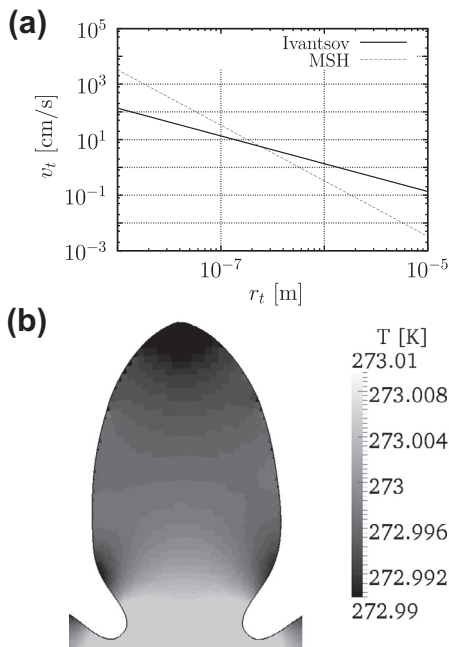 (a)
10^5
10^3
10^1
10^-1
10^-3
v_t [cm/s]
Ivantsov
MSH
10^-7
10^-5
r_t [m]
(b)
T [K]
273.01
273.008
273.004
273
272.996
272.992
272.99